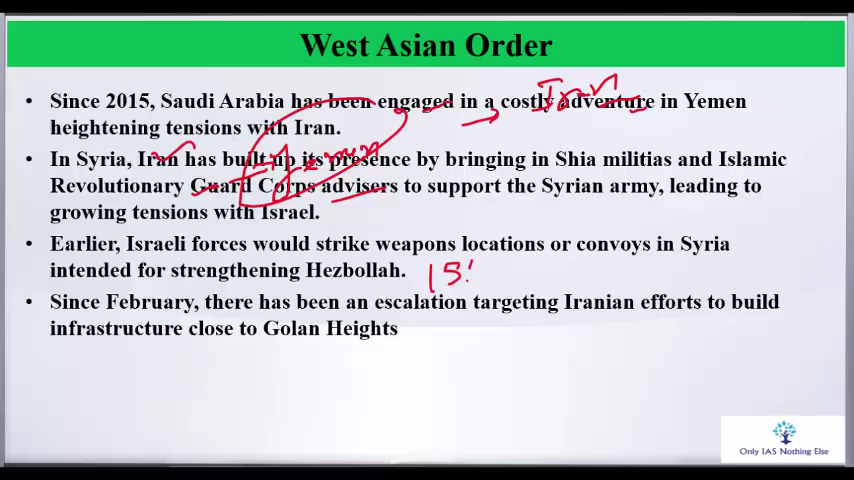 West Asian Order
• Since 2015, Saudi Arabia has been engaged in a costly adventure in Yemen
heightening tensions with Iran.
• In Syria, Iran has built up its presence by bringing in Shia militias and Islamic
Revolutionary Guard Corps advisers to support the Syrian army, leading to
growing tensions with Israel.
• Earlier, Israeli forces would strike weapons locations or convoys in Syria
intended for strengthening Hezbollah.
• Since February, there has been an escalation targeting Iranian efforts to build
infrastructure close to Golan Heights
Iran
Yemen
Only IAS Nothing Else